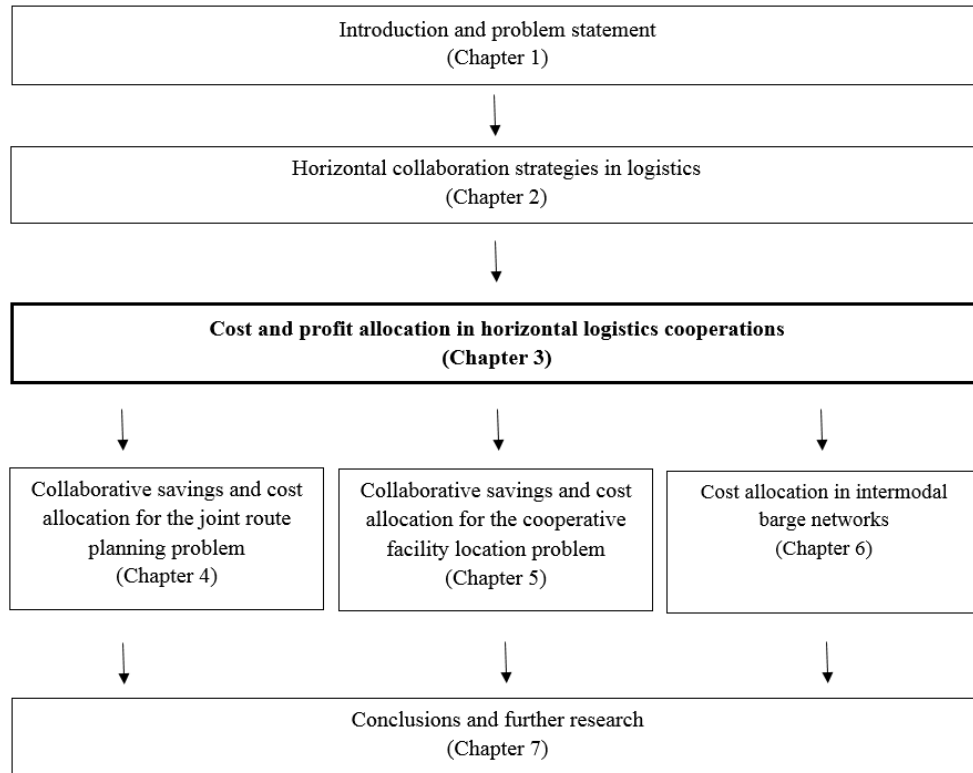 Introduction and problem statement
(Chapter 1)
Horizontal collaboration strategies in logistics
(Chapter 2)
Cost and profit allocation in horizontal logistics cooperations
(Chapter 3)
Collaborative savings and cost
allocation for the joint route
planning problem
(Chapter 4)
Collaborative savings and cost
allocation for the cooperative
facility location problem
(Chapter 5)
Cost allocation in intermodal
barge networks
(Chapter 6)
Conclusions and further research
(Chapter 7)